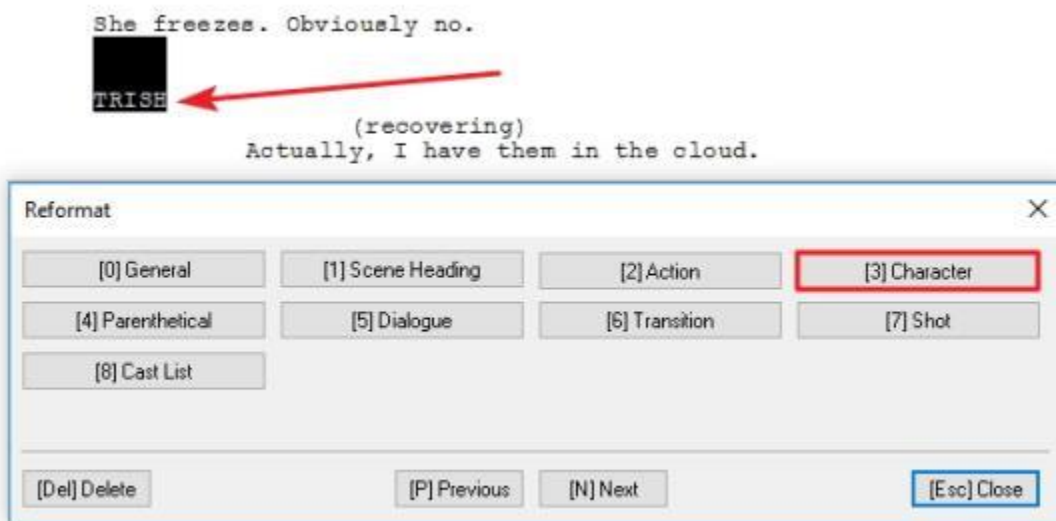 She freezes. Obviously no.
TRISH
(recovering)
Actually, I have them in the cloud.
Reformat
[0] General [1] Scene Heading [2] Action [3] Character
[4] Parenthetical [5] Dialogue [6] Transition [7] Shot
[8] Cast List
[Del] Delete [P] Previous [N] Next [Esc] Close